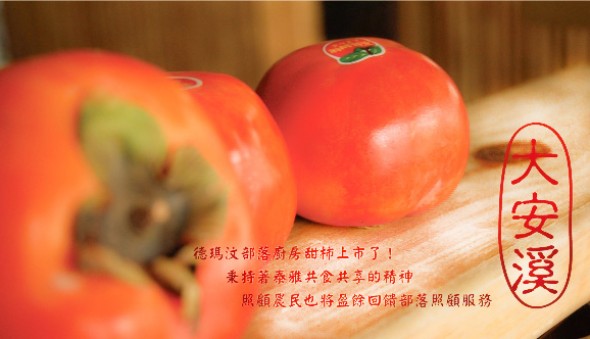 大安溪
德瑪汶部落廚房甜柿上市了！
秉持著泰雅共食共享的精神
照顧農民也將盈餘回饋部落照顧服務